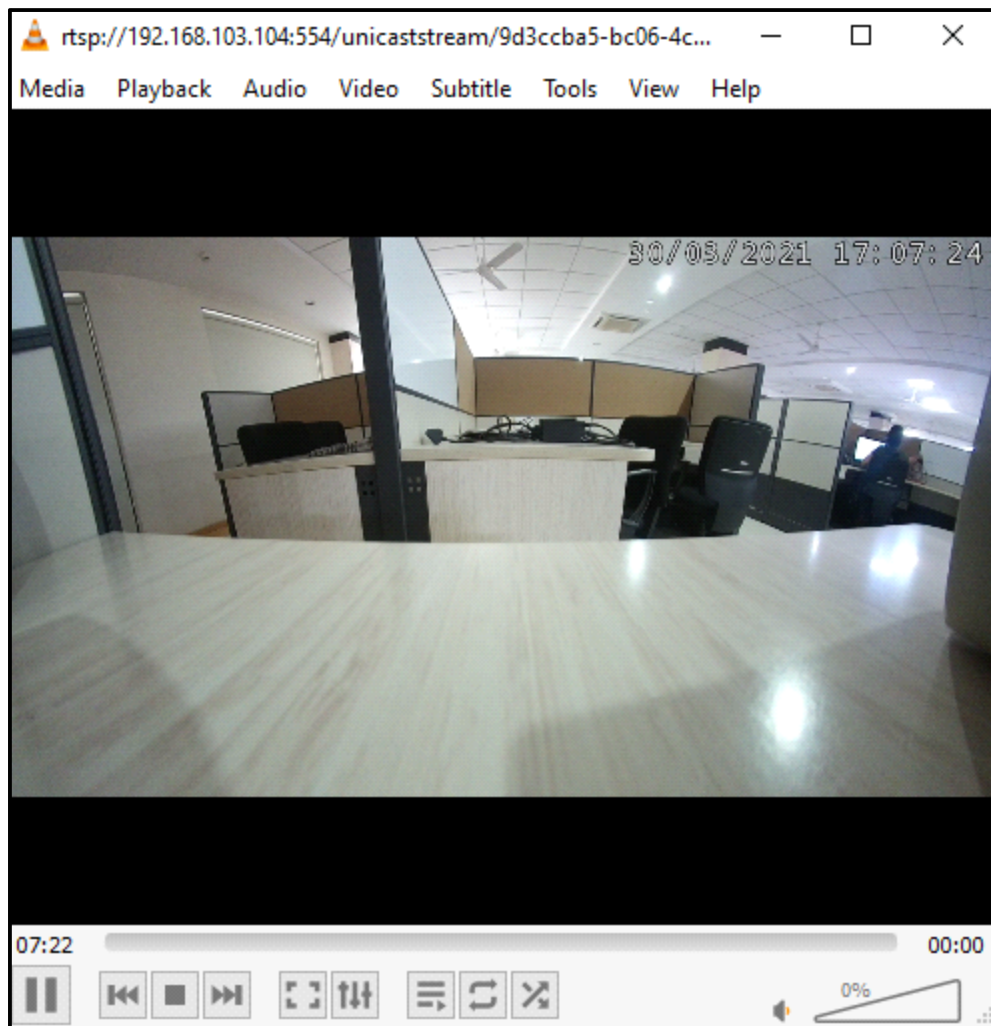 rtsp://192.168.103.104:554/unicaststream/9d3ccba5-bc06-4c...
Media Playback Audio Video Subtitle Tools View Help
30/03/2021 17:07:24
07:22
00:00
0%